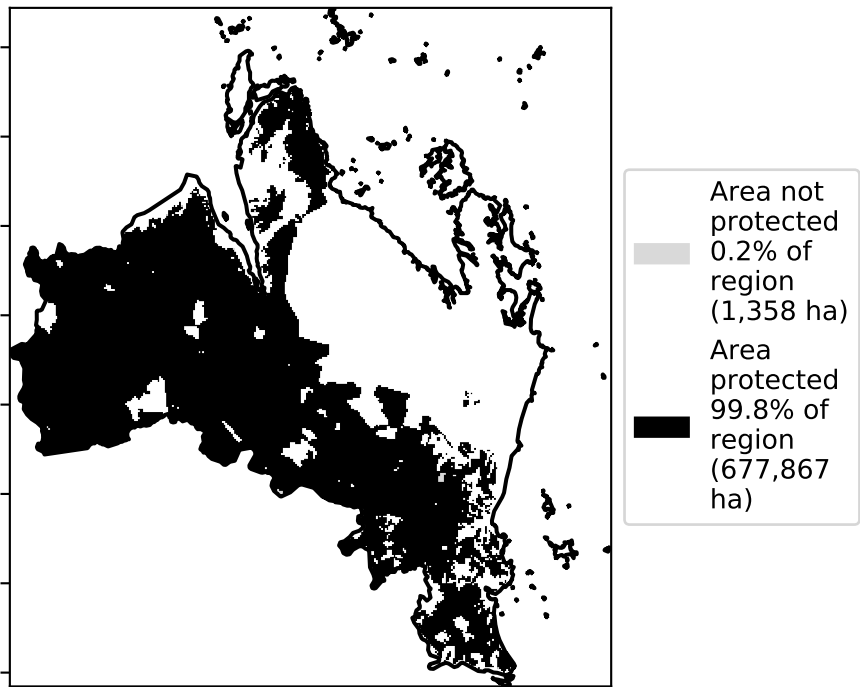 Area not
protected
0.2% of
region
(1,358 ha)
Area
protected
99.8% of
region
(677,867
ha)